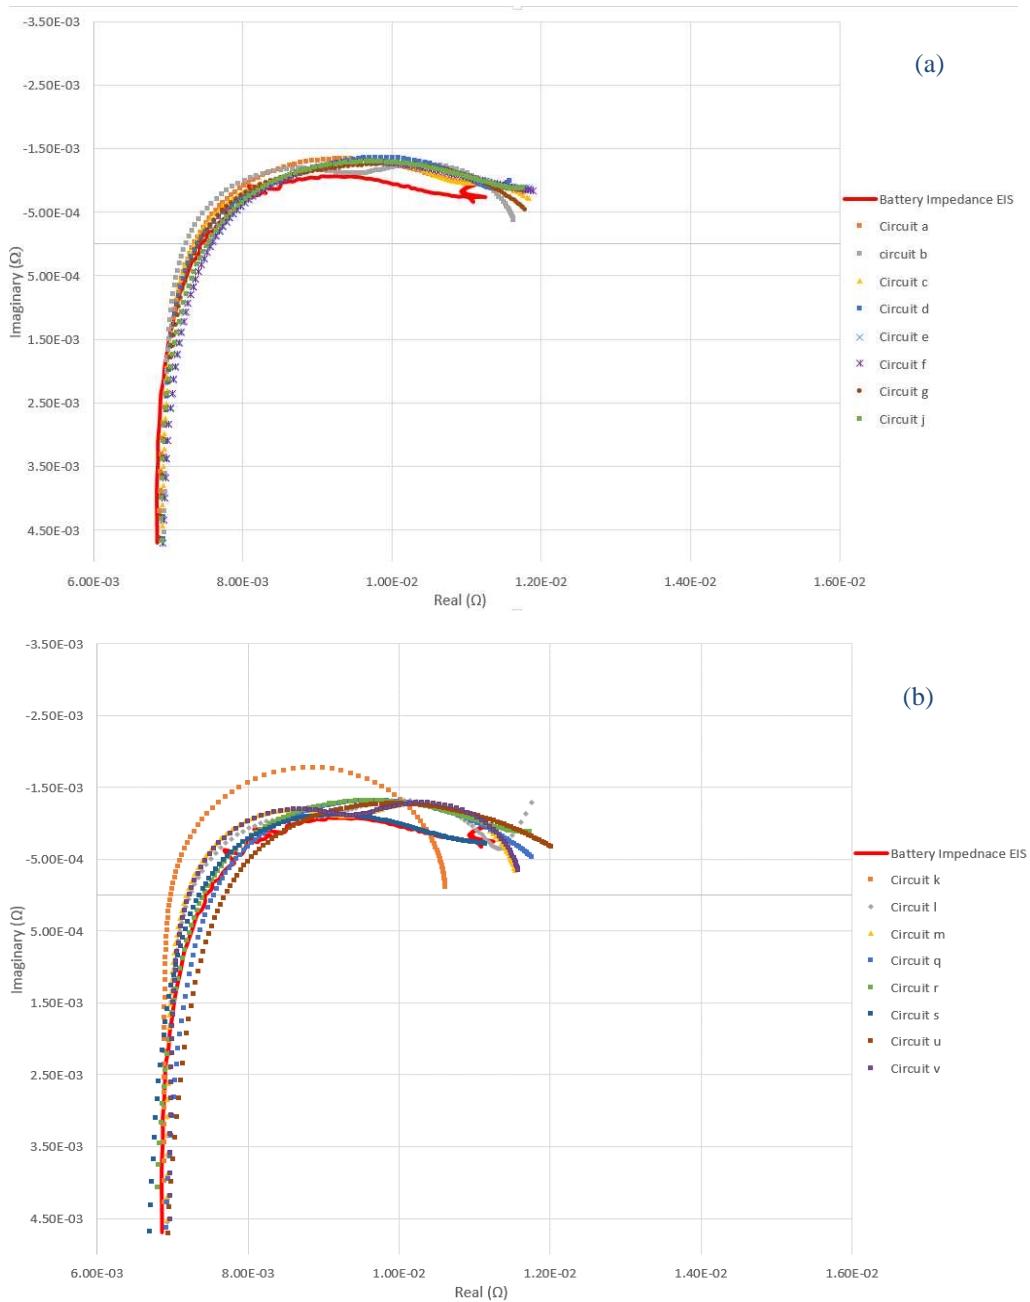 -3.50E-03
(a)
-2.50E-03
-1.50E-03
-5.00E-04
5.00E-04
1.50E-03
2.50E-03
3.50E-03
4.50E-03
Imaginary (Ω)
6.00E-03 8.00E-03 1.00E-02 1.20E-02 1.40E-02 1.60E-02
Real (Ω)
Battery Impedance EIS
Circuit a
circuit b
Circuit c
Circuit d
Circuit e
Circuit f
Circuit g
Circuit j
-3.50E-03
(b)
-2.50E-03
-1.50E-03
-5.00E-04
5.00E-04
1.50E-03
2.50E-03
3.50E-03
4.50E-03
Imaginary (Ω)
6.00E-03 8.00E-03 1.00E-02 1.20E-02 1.40E-02 1.60E-02
Real (Ω)
Battery Impednace EIS
Circuit k
Circuit l
Circuit m
Circuit q
Circuit r
Circuit s
Circuit u
Circuit v